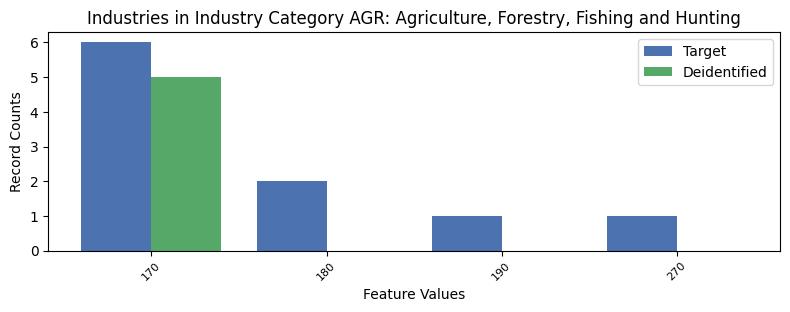 Industries in Industry Category AGR: Agriculture, Forestry, Fishing and Hunting
Record Counts
6
5
4
3
2
1
0
Target
Deidentified
170
180
190
270
Feature Values